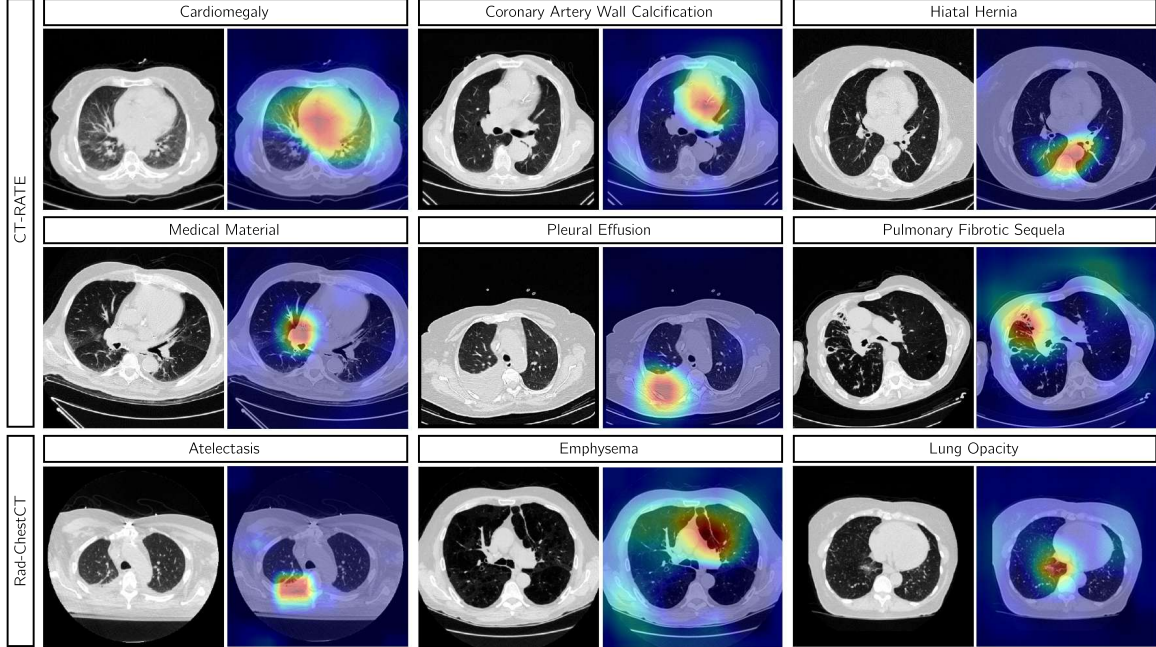 Cardiomegaly
Coronary Artery Wall Calcification
Hiatal Hernia
CT-RATE
Medical Material
Pleural Effusion
Pulmonary Fibrotic Sequela
Rad-ChestCT
Atelectasis
Emphysema
Lung Opacity